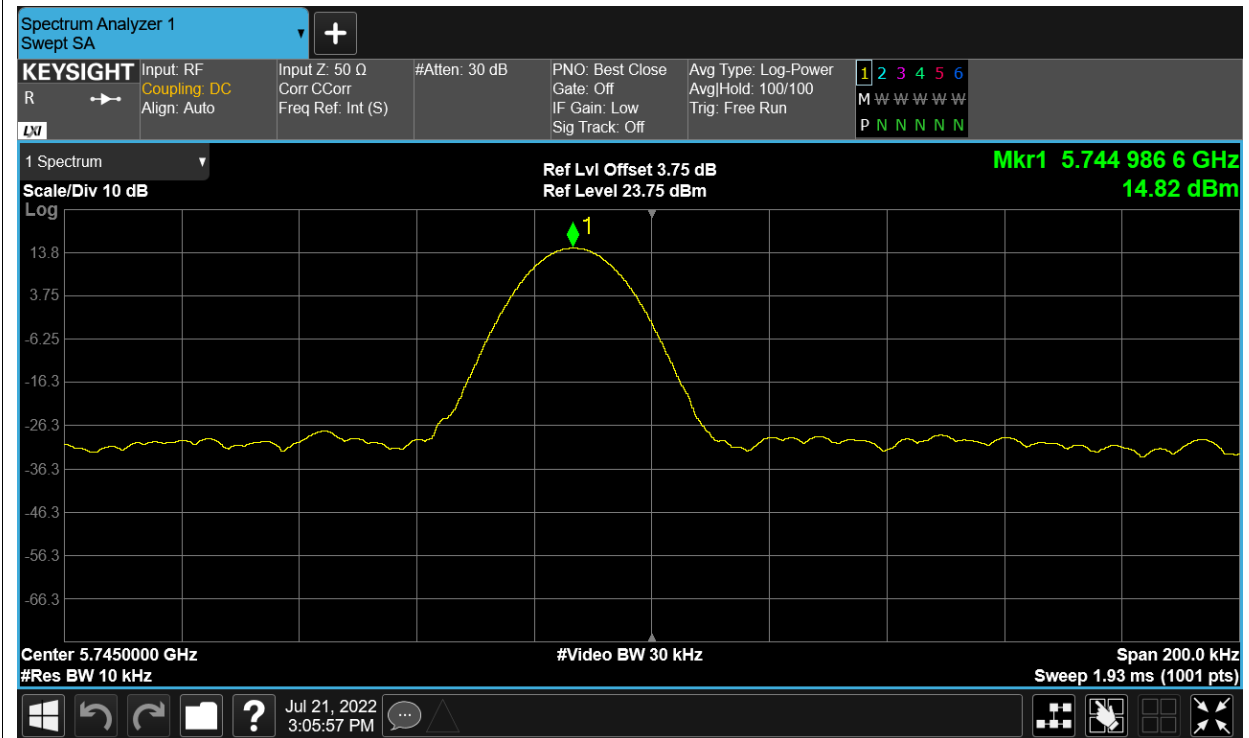 Spectrum Analyzer 1
Swept SA
KEYSIGHT
R
LXI
Input: RF
Coupling: DC
Align: Auto
Input Z: 50 Ω
Corr CCorr
Freq Ref: Int (S)
#Atten: 30 dB
PNO: Best Close
Gate: Off
IF Gain: Low
Sig Track: Off
Avg Type: Log-Power
Avg|Hold: 100/100
Trig: Free Run
1 2 3 4 5 6
M W W W W W
P N N N N N
1 Spectrum
Scale/Div 10 dB
Log
Ref Lvl Offset 3.75 dB
Ref Level 23.75 dBm
Mkr1 5.744 986 6 GHz
14.82 dBm
1
13.8
3.75
-6.25
-16.3
-26.3
-36.3
-46.3
-56.3
-66.3
Center 5.7450000 GHz
#Res BW 10 kHz
#Video BW 30 kHz
Span 200.0 kHz
Sweep 1.93 ms (1001 pts)
?
Jul 21, 2022
3:05:57 PM